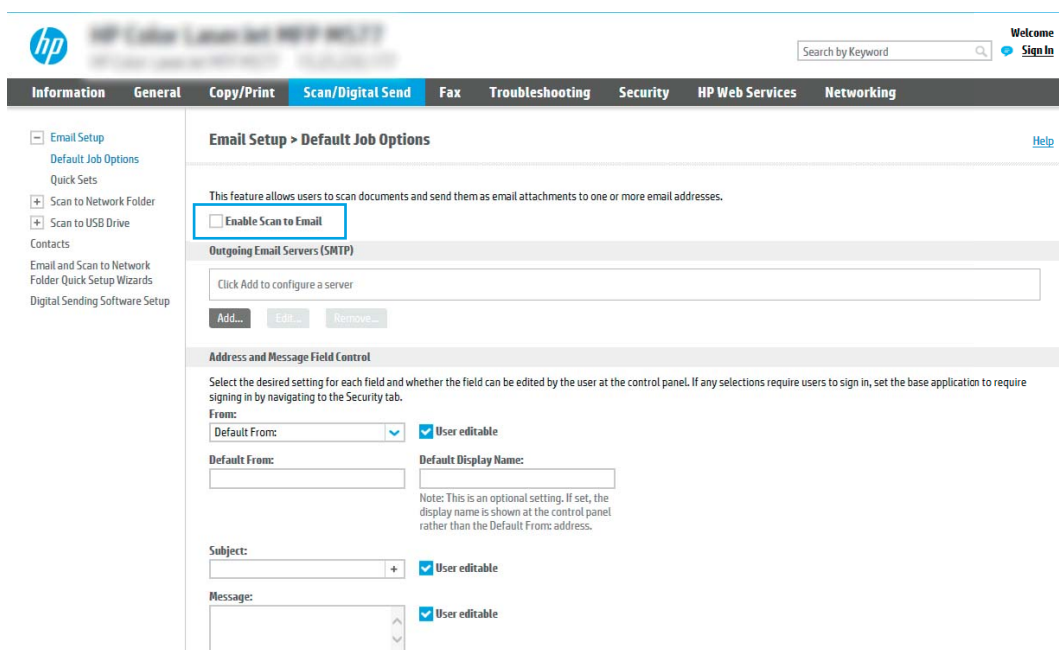 hp
Welcome
Search by Keyword
Sign In
Information General Copy/Print Scan/Digital Send Fax Troubleshooting Security HP Web Services Networking
Email Setup
Default Job Options
Quick Sets
Scan to Network Folder
Scan to USB Drive
Contacts
Email and Scan to Network
Folder Quick Setup Wizards
Digital Sending Software Setup
Email Setup > Default Job Options
Help
This feature allows users to scan documents and send them as email attachments to one or more email addresses.
Enable Scan to Email
Outgoing Email Servers (SMTP)
Click Add to configure a server
Add... Edit... Remove...
Address and Message Field Control
Select the desired setting for each field and whether the field can be edited by the user at the control panel. If any selections require users to sign in, set the base application to require
signing in by navigating to the Security tab.
From:
Default From: User editable
Default From: Default Display Name:
Note: This is an optional setting. If set, the
display name is shown at the control panel
rather than the Default From: address.
Subject:
+ User editable
Message:
User editable